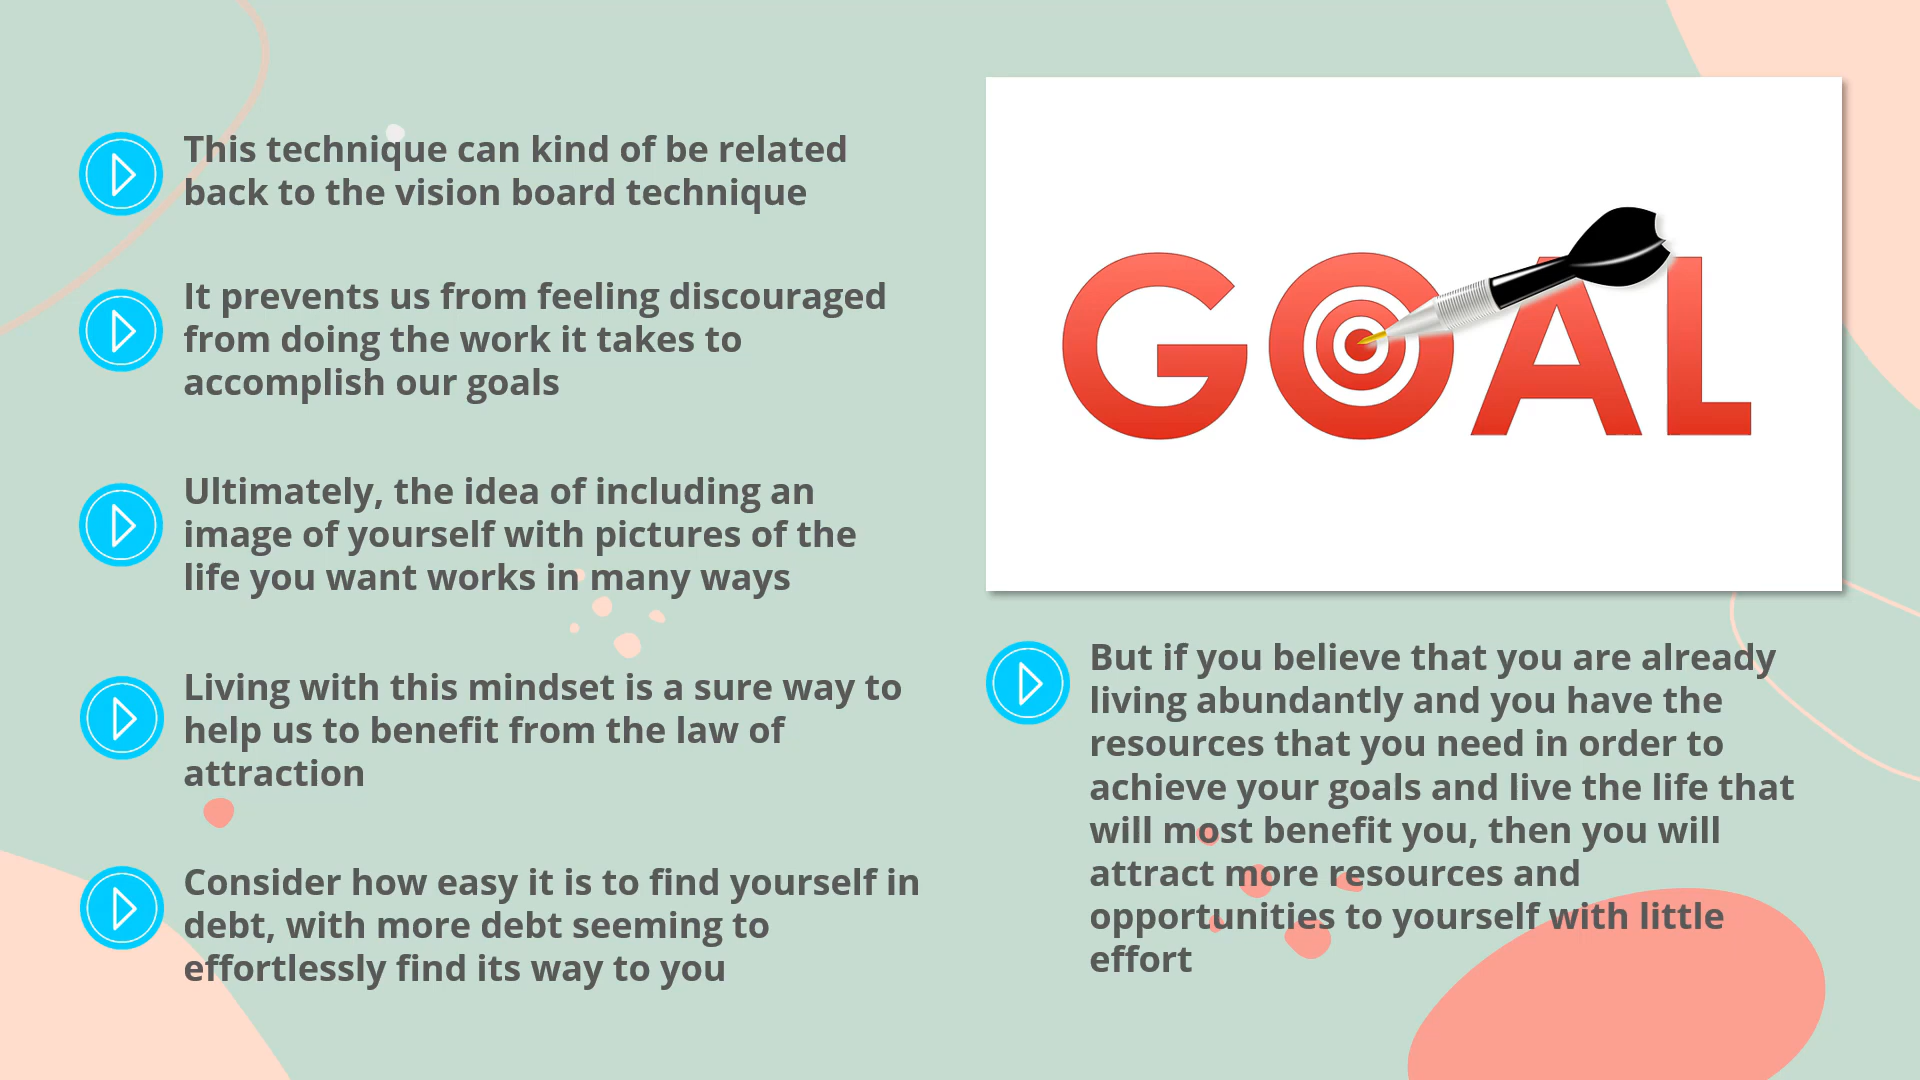 This technique can kind of be related
back to the vision board technique
It prevents us from feeling discouraged
from doing the work it takes to
accomplish our goals
Ultimately, the idea of including an
image of yourself with pictures of the
life you want works in many ways
Living with this mindset is a sure way to
help us to benefit from the law of
attraction
Consider how easy it is to find yourself in
debt, with more debt seeming to
effortlessly find its way to you
GOAL
But if you believe that you are already
living abundantly and you have the
resources that you need in order to
achieve your goals and live the life that
will most benefit you, then you will
attract more resources and
opportunities to yourself with little
effort